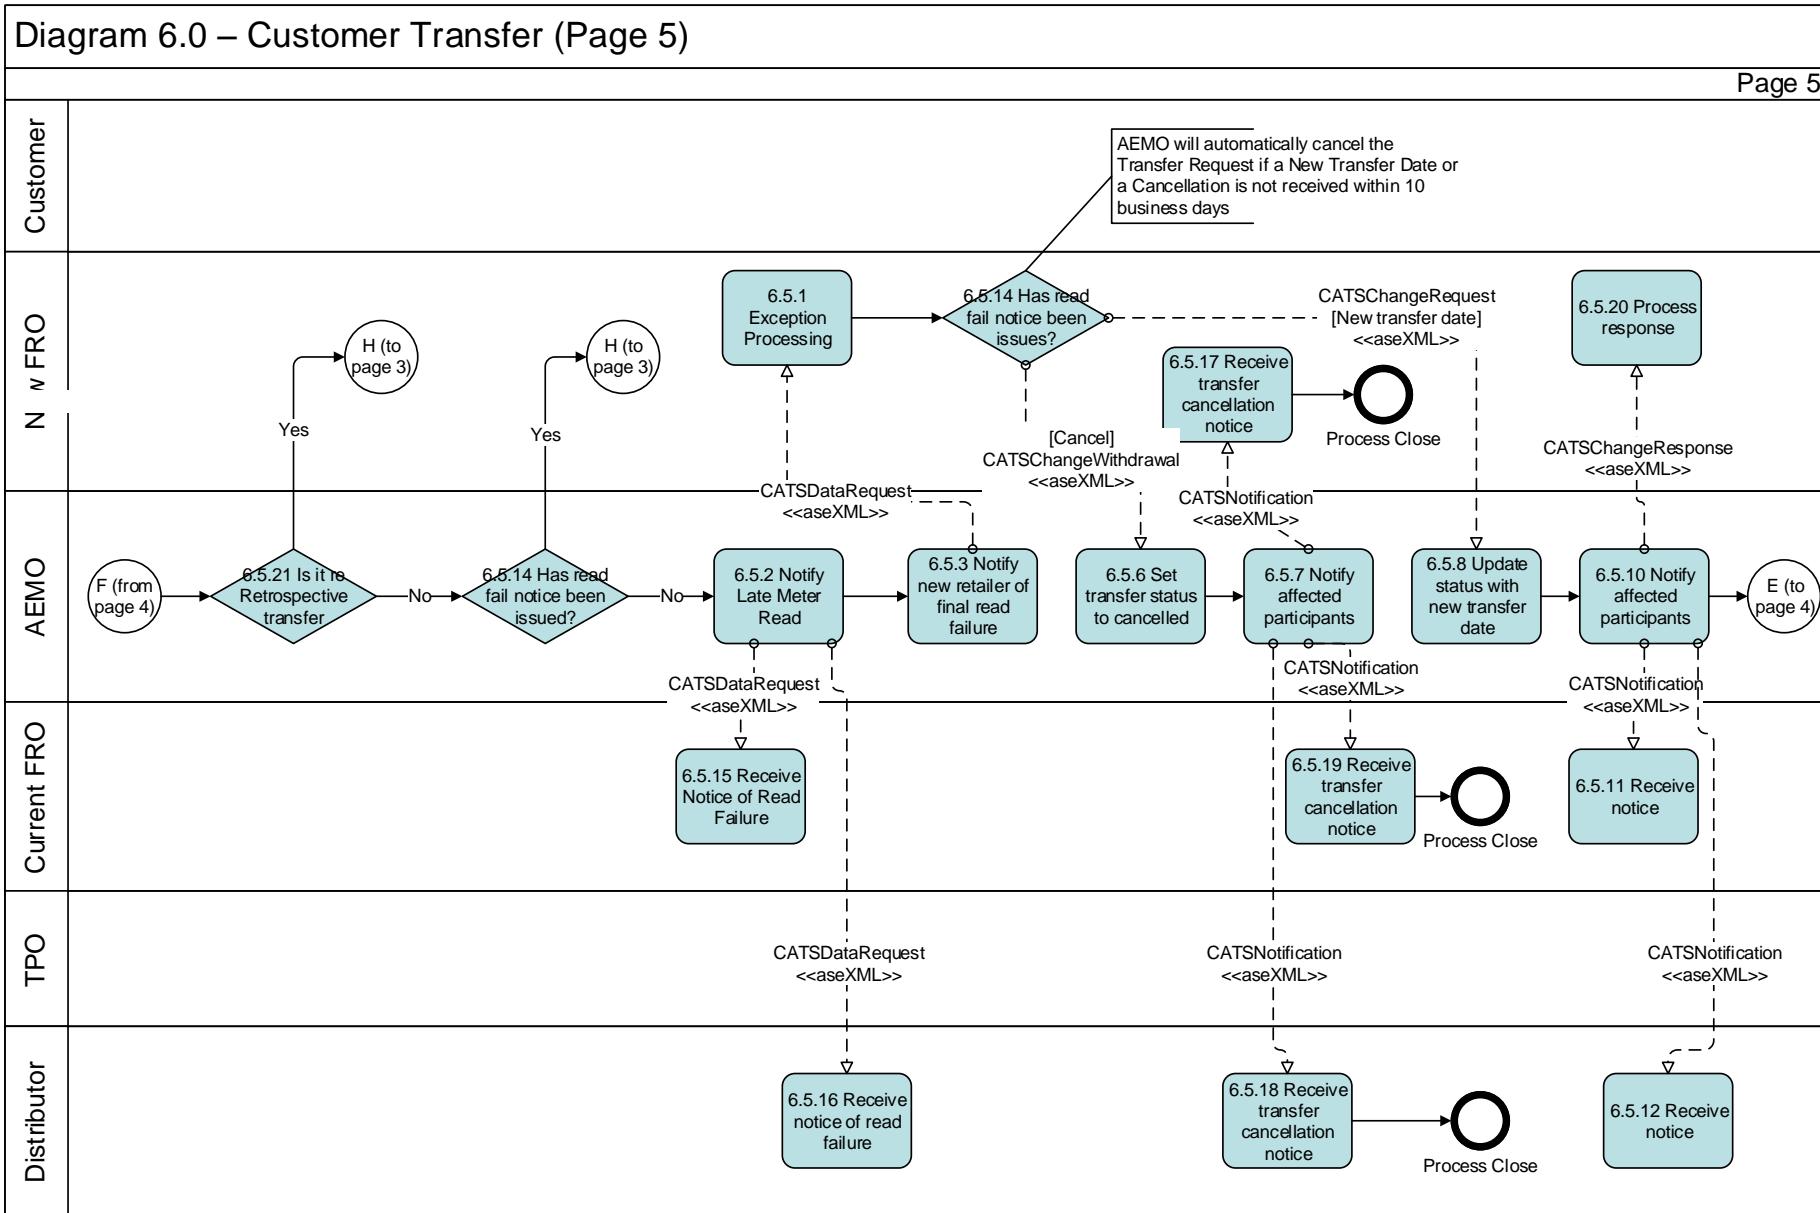 Diagram 6.0 – Customer Transfer (Page 5)
Page 5
Customer
AEMO will automatically cancel the
Transfer Request if a New Transfer Date or
a Cancellation is not received within 10
business days
N w FRO
H (to
page 3)
Yes
H (to
page 3)
Yes
6.5.1
Exception
Processing
6.5.14 Has read
fail notice been
issues?
CATSChangeRequest
[New transfer date]
<<aseXML>>
6.5.17 Receive
transfer
cancellation
notice
Process Close
6.5.20 Process
response
[Cancel]
CATSChangeWithdrawal
<<aseXML>>
CATSChangeResponse
<<aseXML>>
CATSDataRequest
<<aseXML>>
CATSNotification
<<aseXML>>
AEMO
F (from
page 4)
6.5.21 Is it re
Retrospective
transfer
No
6.5.14 Has read
fail notice been
issued?
No
6.5.2 Notify
Late Meter
Read
6.5.3 Notify
new retailer of
final read
failure
6.5.6 Set
transfer status
to cancelled
6.5.7 Notify
affected
participants
6.5.8 Update
status with
new transfer
date
6.5.10 Notify
affected
participants
E (to
page 4)
CATSDataRequest
<<aseXML>>
CATSNotification
<<aseXML>>
CATSNotification
<<aseXML>>
Current FRO
6.5.15 Receive
Notice of Read
Failure
6.5.19 Receive
transfer
cancellation
notice
Process Close
6.5.11 Receive
notice
TPO
CATSDataRequest
<<aseXML>>
CATSNotification
<<aseXML>>
CATSNotification
<<aseXML>>
Distributor
6.5.16 Receive
notice of read
failure
6.5.18 Receive
transfer
cancellation
notice
Process Close
6.5.12 Receive
notice